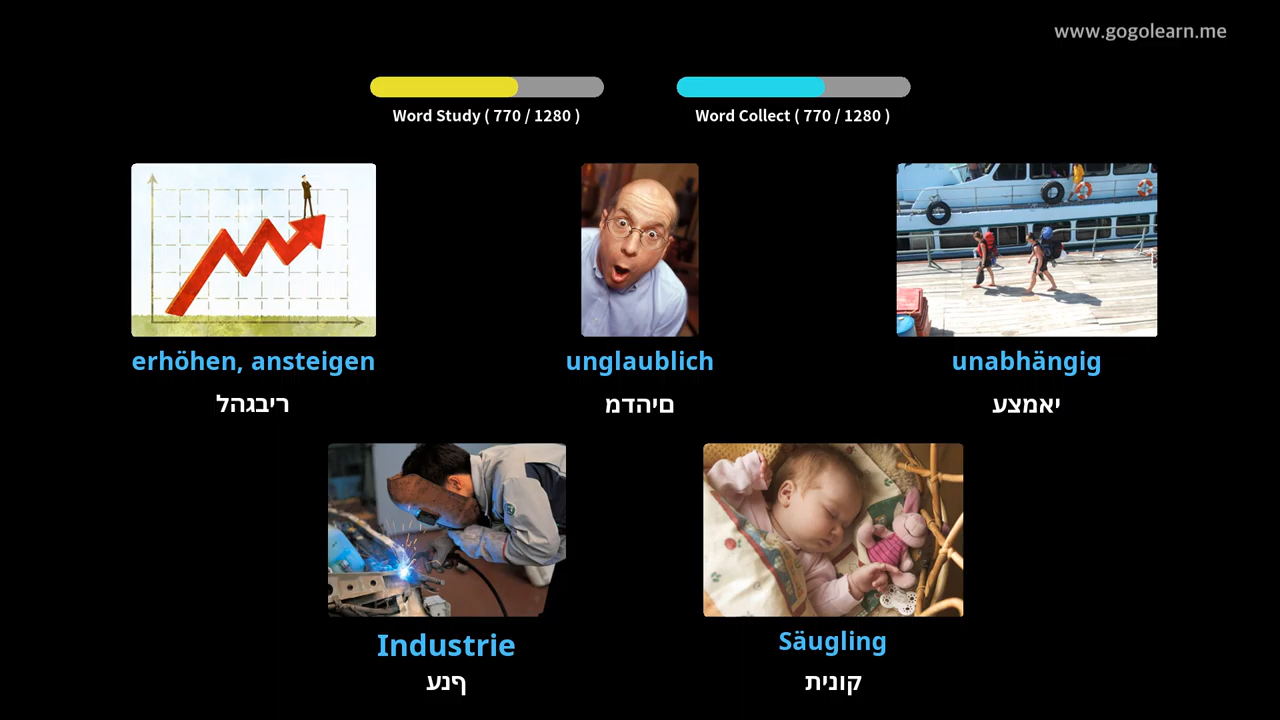 www.gogolearn.me
Word Study ( 770 / 1280 )
Word Collect ( 770 / 1280 )
erhöhen, ansteigen
ריבגהל
unglaublich
םיהדמ
unabhängig
יאמצע
Industrie
ףנע
Säugling
קונית